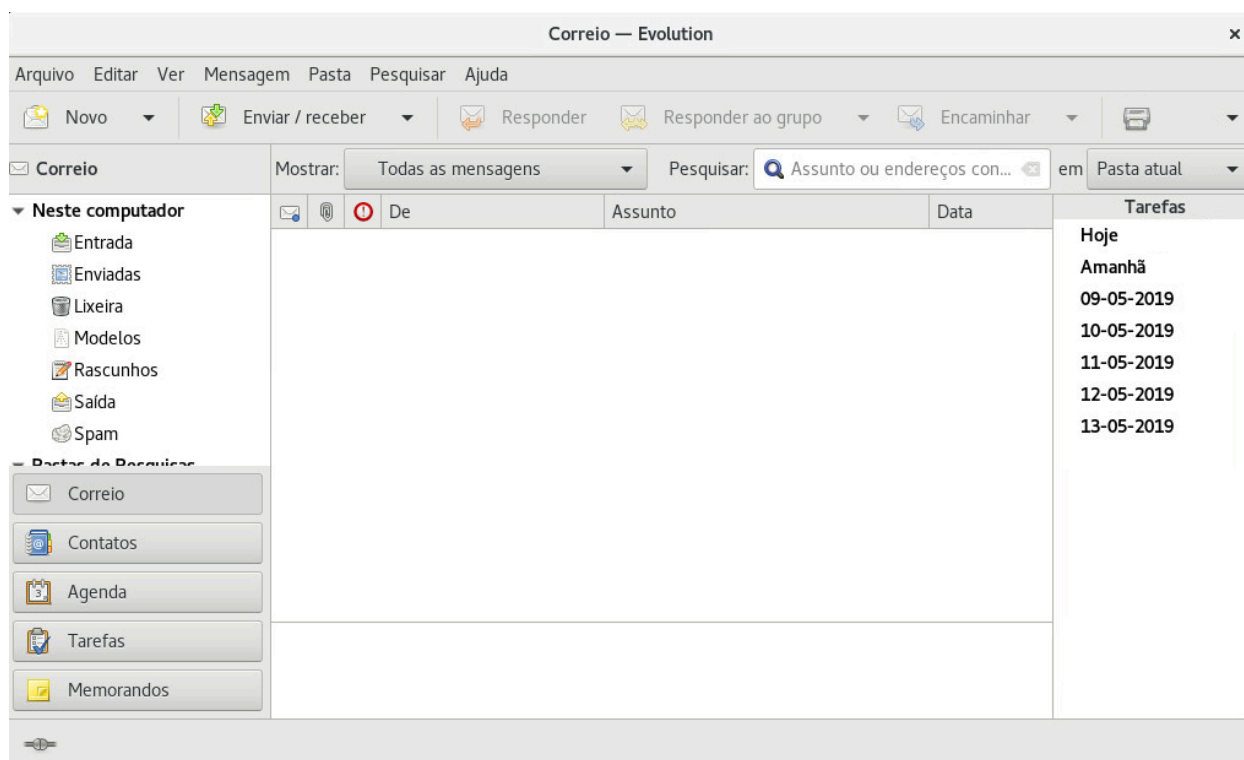 Correio — Evolution
Arquivo Editar Ver Mensagem Pasta Pesquisar Ajuda
Novo Enviar / receber Responder Responder ao grupo Encaminhar
Correio Mostrar: Todas as mensagens Pesquisar: Assunto ou endereços con... em Pasta atual
Neste computador
Entrada
Enviadas
Lixeira
Modelos
Rascunhos
Saída
Spam
Pastas de Pesquisas
Correio
Contatos
Agenda
Tarefas
Memorandos
De Assunto Data
Tarefas
Hoje
Amanhã
09-05-2019
10-05-2019
11-05-2019
12-05-2019
13-05-2019